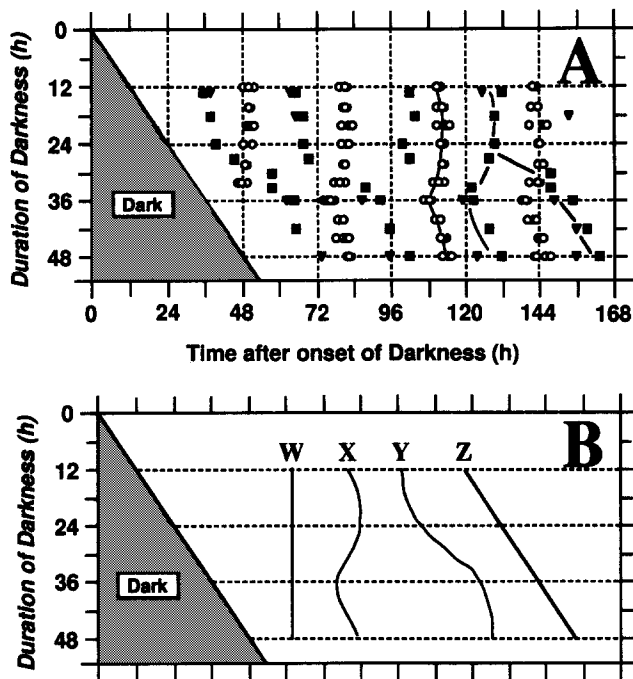 A
Duration of Darkness (h)
0
12
24
36
48
Dark
0 24 48 72 96 120 144 168
Time after onset of Darkness (h)
B
Duration of Darkness (h)
0
12
24
36
48
W X Y Z
Dark